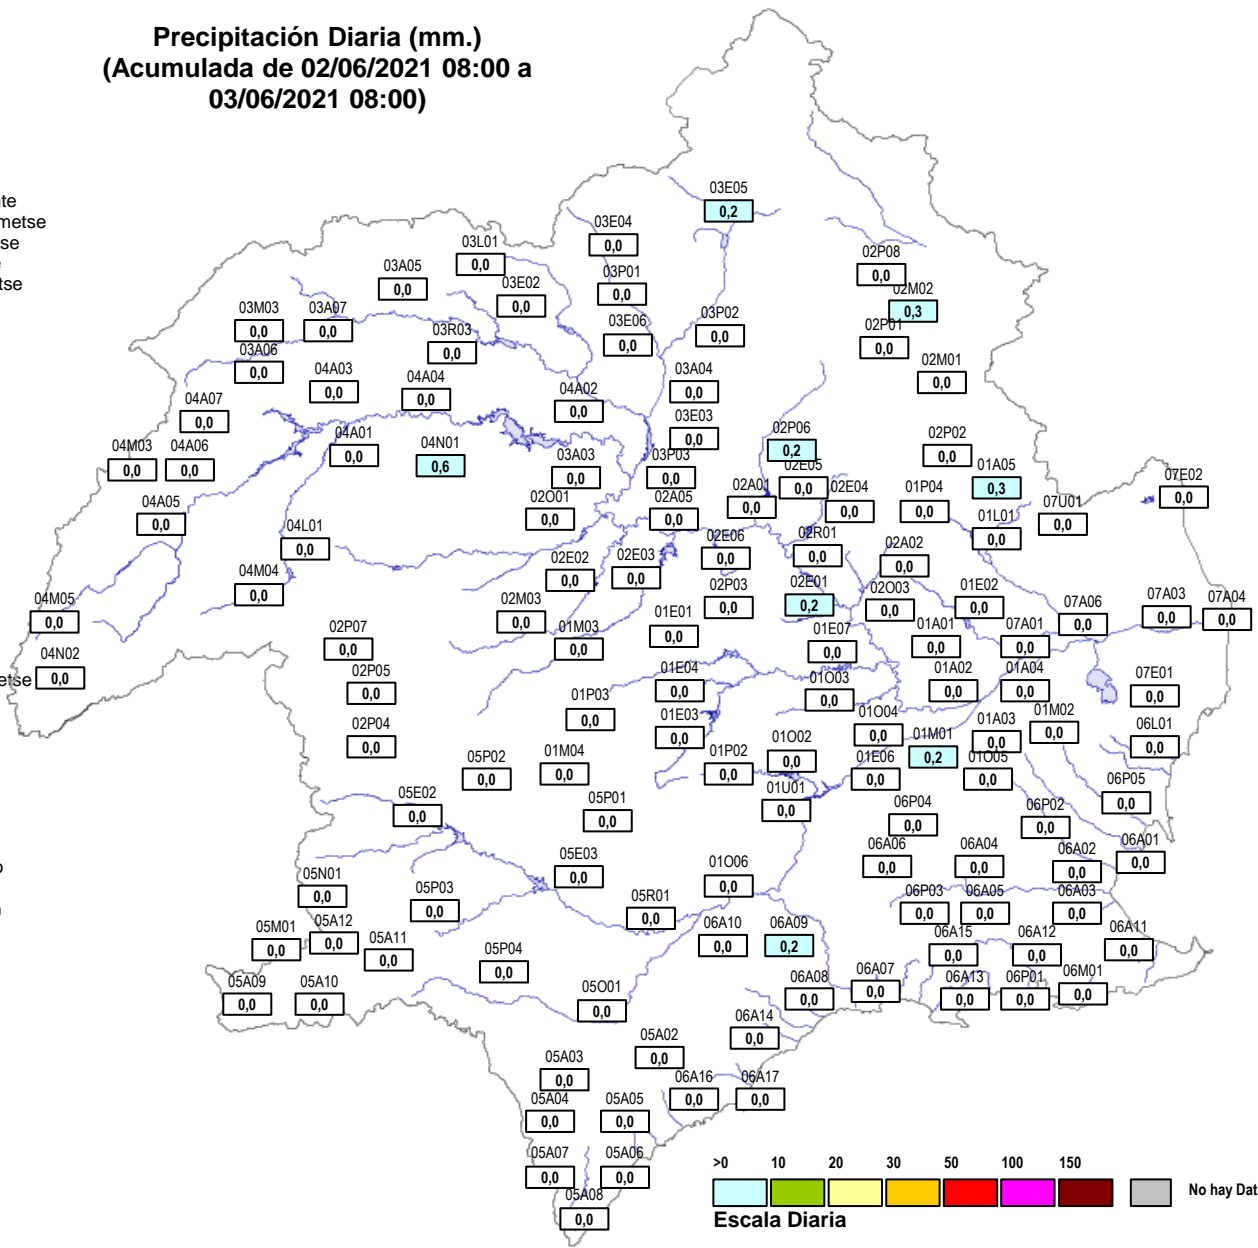 Precipitación Diaria (mm.)
(Acumulada de 02/06/2021 08:00 a
03/06/2021 08:00)
nte
metse
se
tse
03E05
0,2
03E04
0,0
03L01
0,0
02P08
0,0
03A05
0,0
03P01
0,0
03E02
0,0
02M02
0,3
03M03
0,0
03A07
0,0
03P02
0,0
03E06
0,0
03R03
0,0
02P01
0,0
03A06
0,0
02M01
0,0
04A03
0,0
04A04
0,0
03A04
0,0
04A02
0,0
04A07
0,0
03E03
0,0
02P06
0,2
04A01
0,0
04N01
0,6
04M03
0,0
04A06
0,0
02P02
0,0
03A03
0,0
03P03
0,0
02E05
0,0
01A05
0,3
07E02
0,0
02A01
0,0
02E04
0,0
01P04
0,0
04A05
0,0
02O01
0,0
02A05
0,0
07U01
0,0
01L01
0,0
04L01
0,0
02E06
0,0
02R01
0,0
02A02
0,0
02E02
0,0
02E03
0,0
04M04
0,0
02P03
0,0
02E01
0,2
02O03
0,0
01E02
0,0
07A03
0,0
07A04
0,0
04M05
0,0
02M03
0,0
07A06
0,0
01E01
0,0
02P07
0,0
01M03
0,0
01E07
0,0
01A01
0,0
07A01
0,0
04N02
0,0
etse
02P05
0,0
01E04
0,0
01O03
0,0
01A02
0,0
01A04
0,0
07E01
0,0
01P03
0,0
01E03
0,0
01O04
0,0
01M02
0,0
02P04
0,0
01M01
0,2
01A03
0,0
06L01
0,0
05P02
0,0
01M04
0,0
01P02
0,0
01O02
0,0
01E06
0,0
01O05
0,0
05E02
0,0
05P01
0,0
01U01
0,0
06P04
0,0
06P02
0,0
06P05
0,0
05E03
0,0
01O06
0,0
06A06
0,0
06A04
0,0
06A02
0,0
06A01
0,0
05N01
0,0
05P03
0,0
05R01
0,0
06P03
0,0
06A05
0,0
06A03
0,0
05M01
0,0
05A12
0,0
05A11
0,0
06A10
0,0
06A09
0,2
06A15
0,0
06A12
0,0
06A11
0,0
05P04
0,0
05A09
0,0
05A10
0,0
05O01
0,0
06A08
0,0
06A07
0,0
06A13
0,0
06P01
0,0
06M01
0,0
06A14
0,0
05A02
0,0
05A03
0,0
06A16
0,0
06A17
0,0
05A04
0,0
05A05
0,0
05A07
0,0
05A06
0,0
05A08
0,0
>0 10 20 30 50 100 150
No hay Dat
Escala Diaria